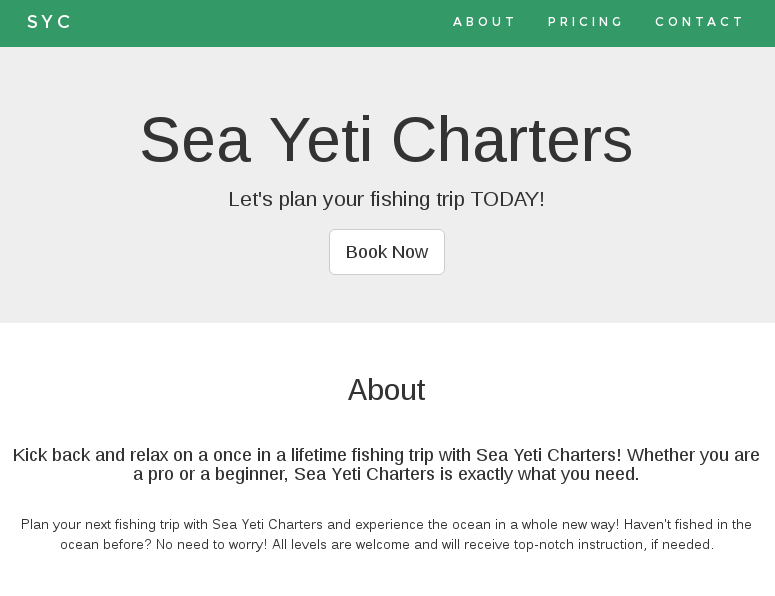 SYC
ABOUT PRICING CONTACT
Sea Yeti Charters
Let's plan your fishing trip TODAY!
Book Now
About
Kick back and relax on a once in a lifetime fishing trip with Sea Yeti Charters! Whether you are
a pro or a beginner, Sea Yeti Charters is exactly what you need.
Plan your next fishing trip with Sea Yeti Charters and experience the ocean in a whole new way! Haven't fished in the
ocean before? No need to worry! All levels are welcome and will receive top-notch instruction, if needed.